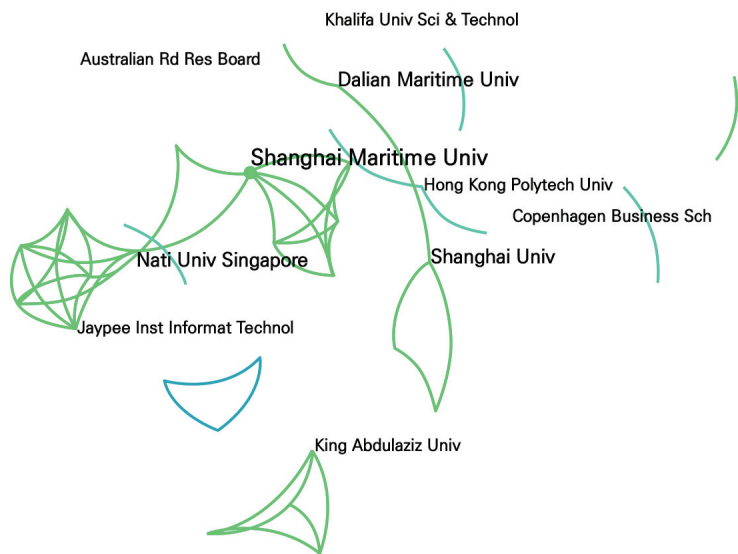 Khalifa Univ Sci & Technol
Australian Rd Res Board
Dalian Maritime Univ
Shanghai Maritime Univ
Hong Kong Polytech Univ
Copenhagen Business Sch
Natl Univ Singapore
Shanghai Univ
Jaypee Inst Informat Technol
King Abdulaziz Univ